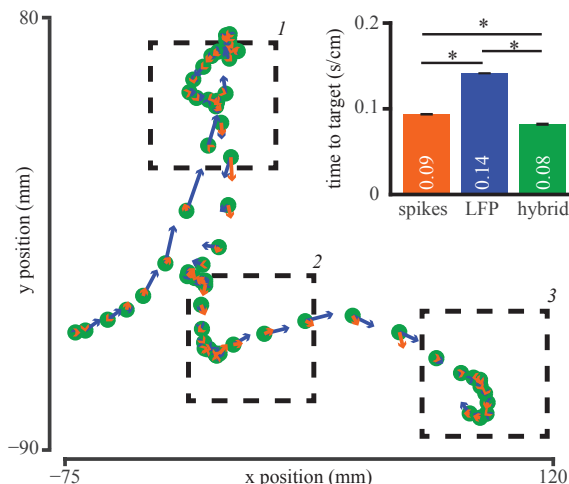 80
y position (mm)
−90
−75
x position (mm)
120
1
2
3
time to target (s/cm)
0.2
0.1
0
*
*
*
0.09
0.14
0.08
spikes
LFP
hybrid